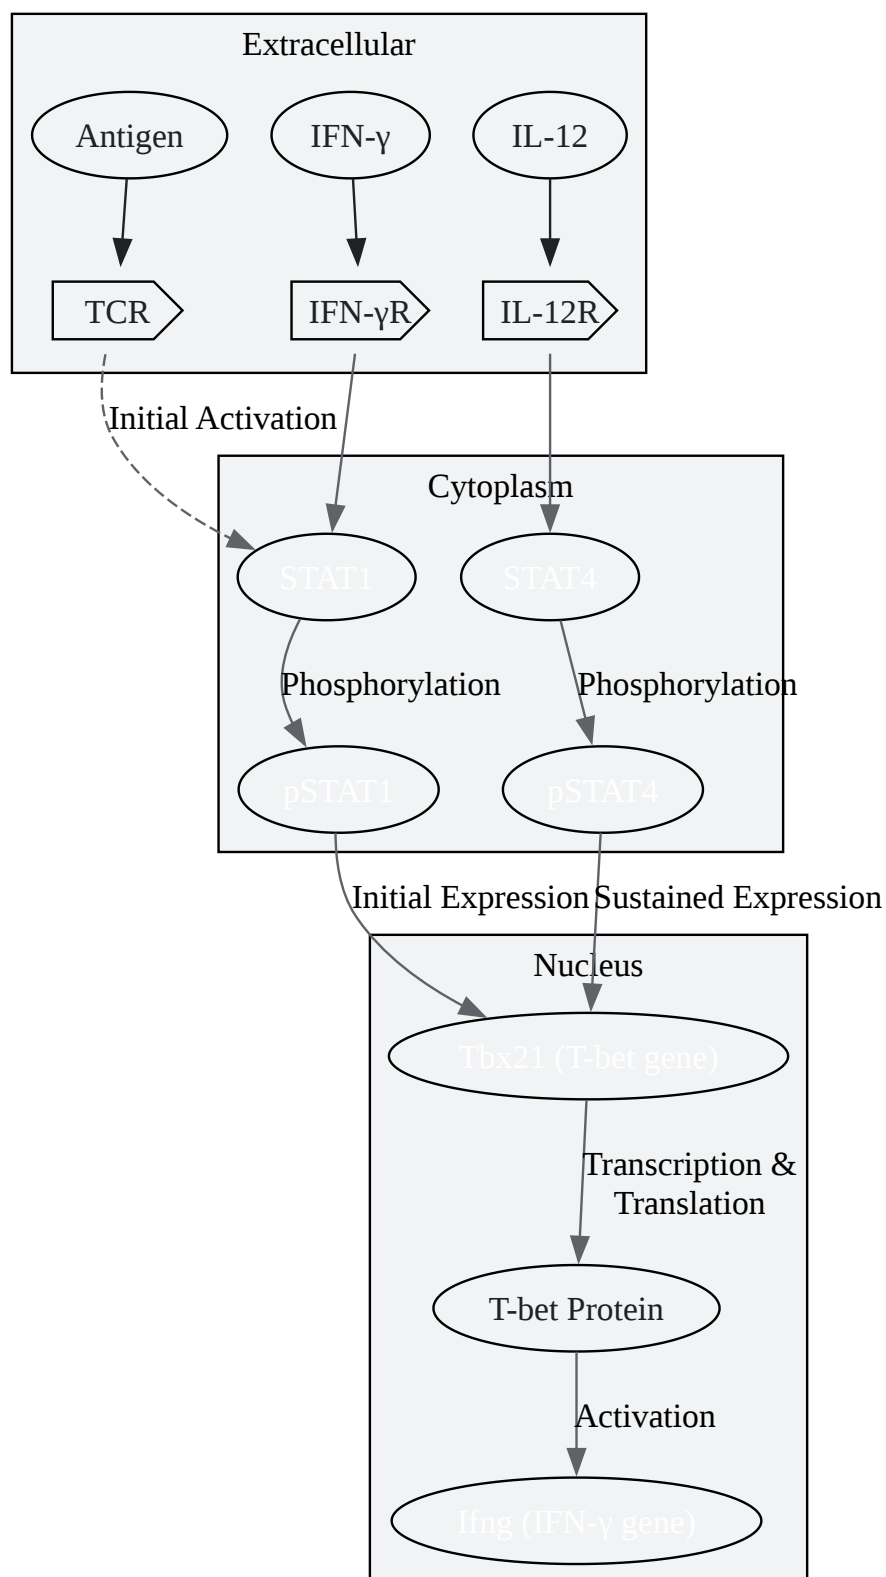 Extracellular
Antigen
IFN-γ
IL-12
TCR
IFN-γR
IL-12R
Initial Activation
Cytoplasm
STAT1
STAT4
Phosphorylation
Phosphorylation
pSTAT1
pSTAT4
Initial Expression
Sustained Expression
Nucleus
Tbx21 (T-bet gene)
Transcription &
Translation
T-bet Protein
Activation
Ifng (IFN-γ gene)